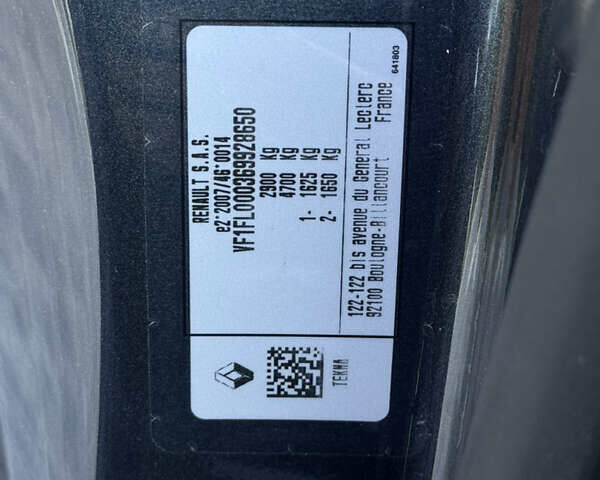 RENAULT S.A.S.
e2*2007/46*0014
VF1FL000369928650
2900 Kg
4700 Kg
1- 1625 Kg
2- 1650 Kg
122-122 bis avenue du General Leclerc
92100 Boulogne-Billancourt France
641803
TEKNA